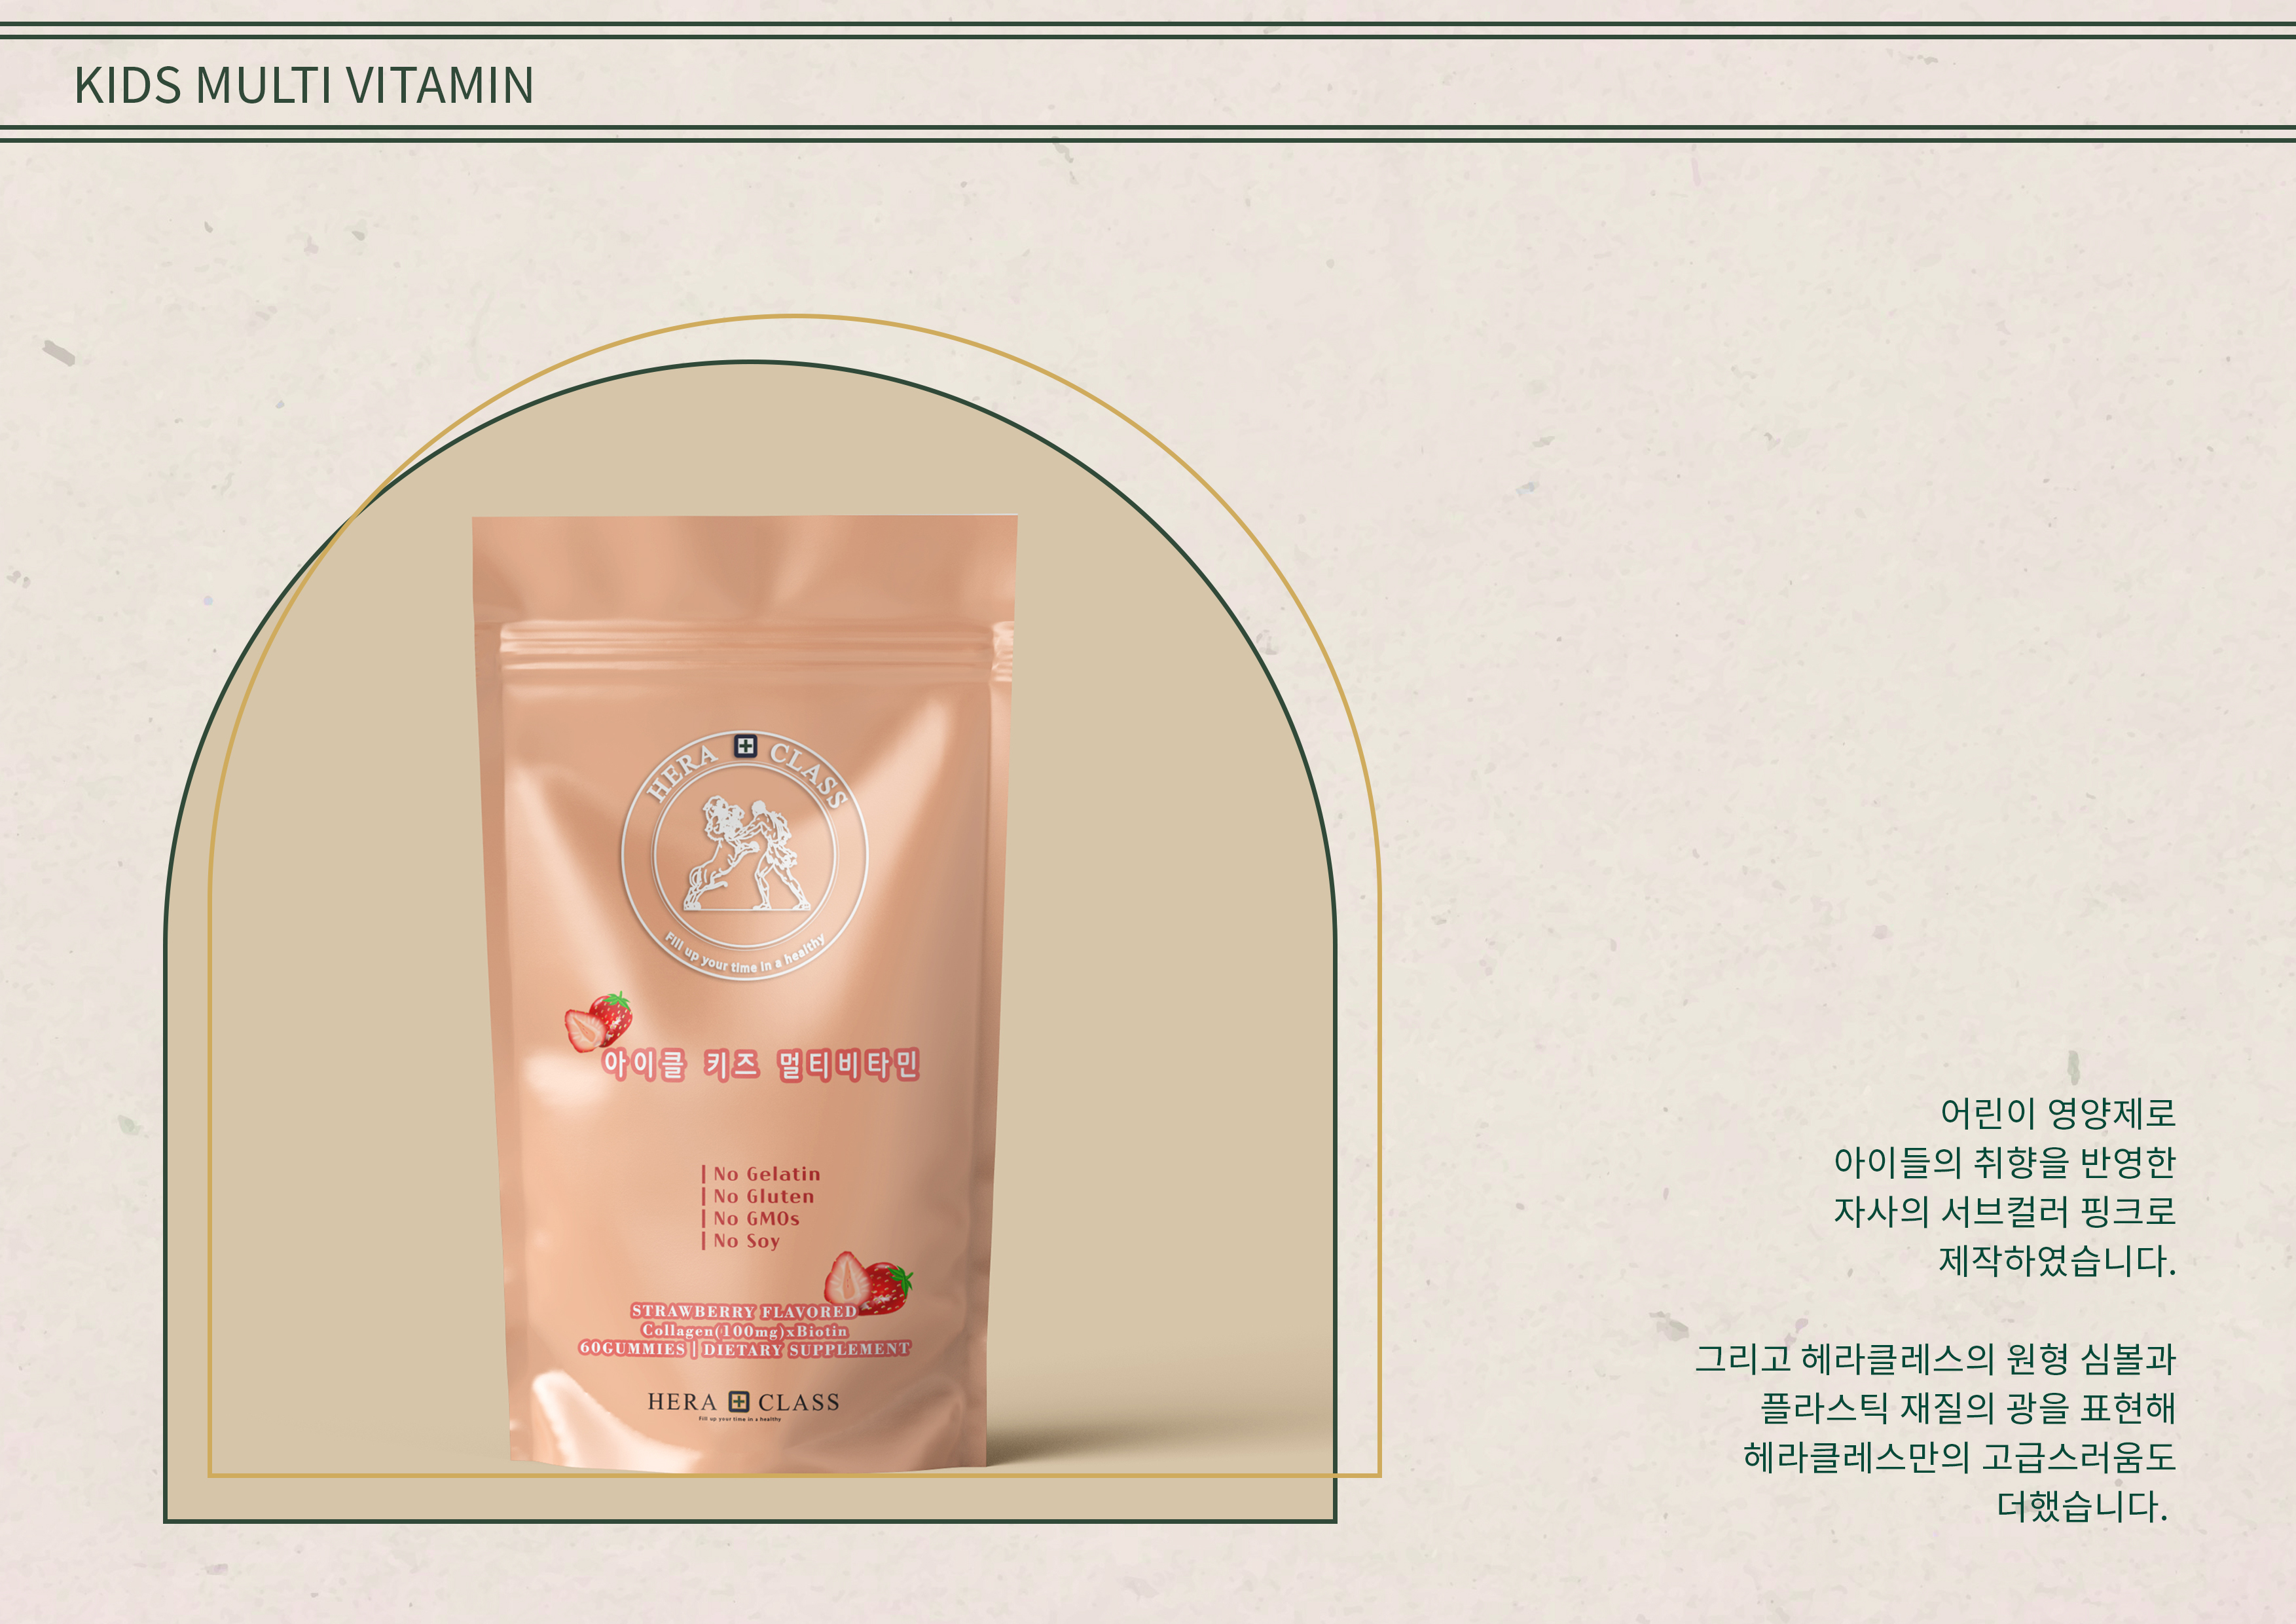 KIDS MULTI VITAMIN
HERA CLASS
Fill up your time in a healthy
아이클 키즈 멀티비타민
No Gelatin
No Gluten
No GMOs
No Soy
STRAWBERRY FLAVORED
Collagen(100mg)xBiotin
60GUMMIES | DIETARY SUPPLEMENT
HERA CLASS
Fill up your time in a healthy
어린이 영양제로
아이들의 취향을 반영한
자사의 서브컬러 핑크로
제작하였습니다.
그리고 헤라클레스의 원형 심볼과
플라스틱 재질의 광을 표현해
헤라클레스만의 고급스러움도
더했습니다.